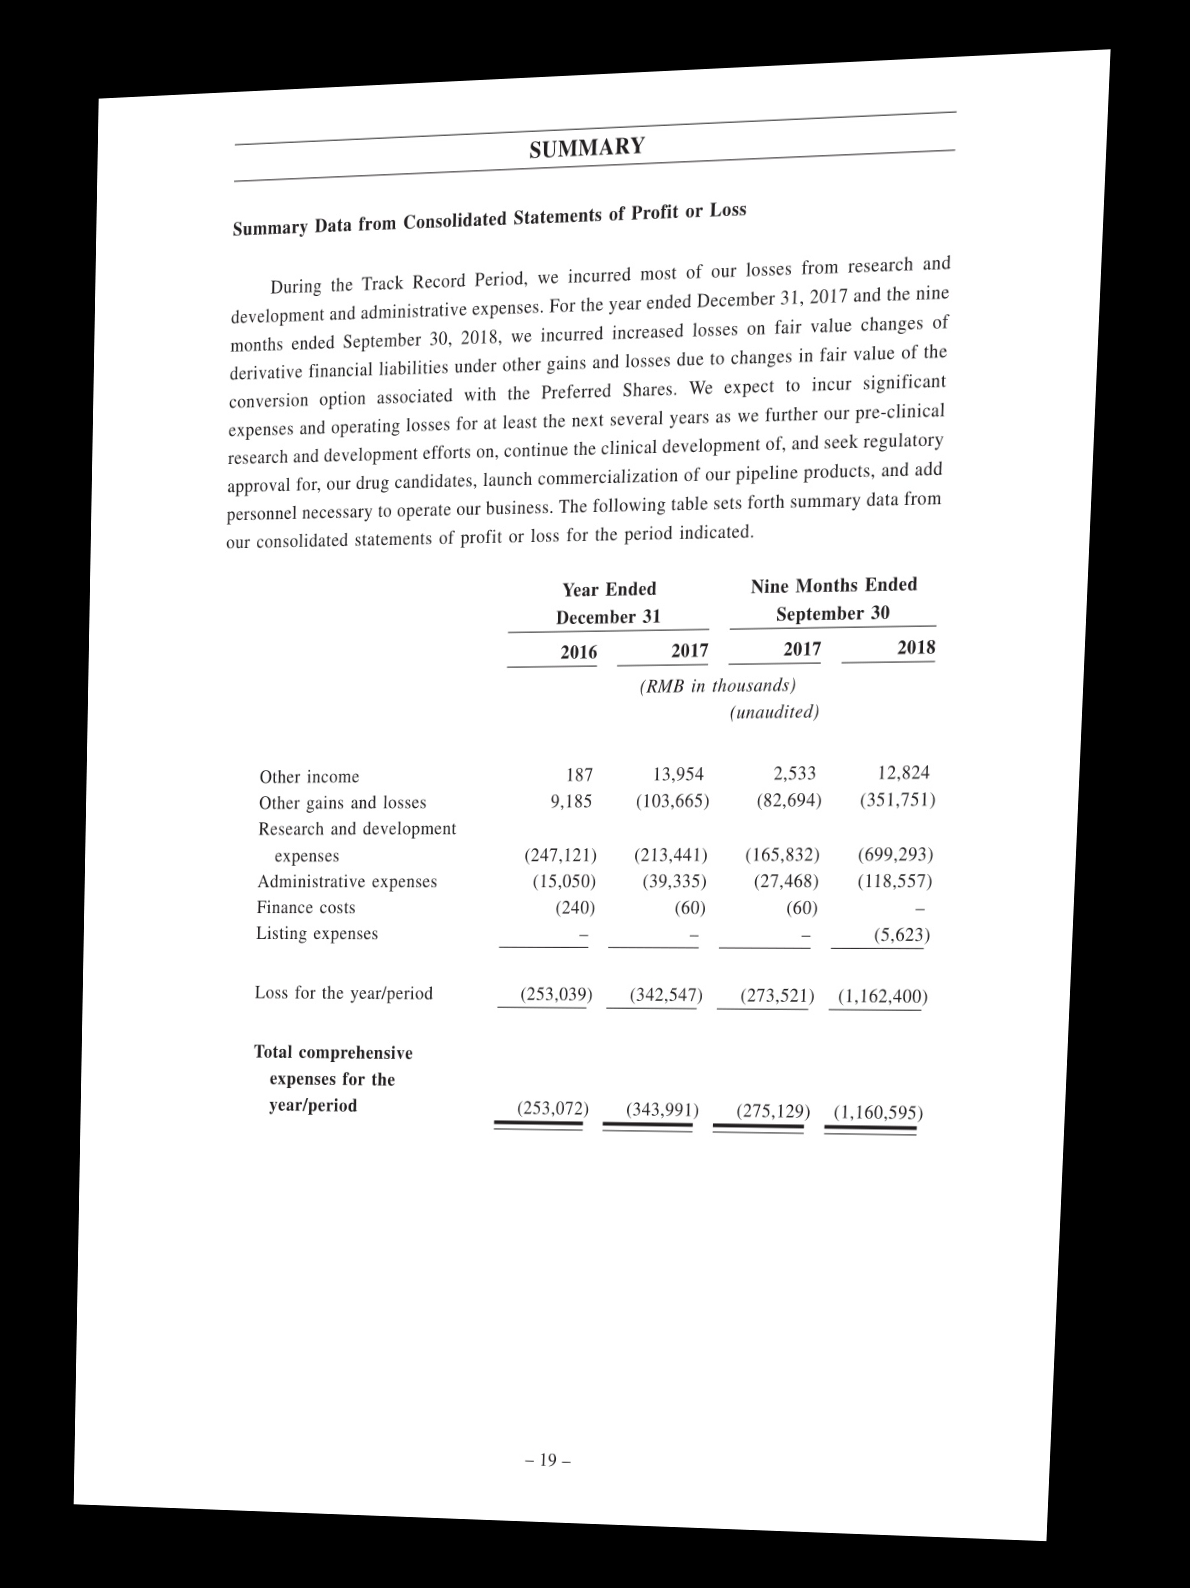 SUMMARY
Summary Data from Consolidated Statements of Profit or Loss
During the Track Record Period, we incurred most of our losses from research and
development and administrative expenses. For the year ended December 31, 2017 and the nine
months ended September 30, 2018, we incurred increased losses on fair value changes of
derivative financial liabilities under other gains and losses due to changes in fair value of the
conversion option associated with the Preferred Shares. We expect to incur significant
expenses and operating losses for at least the next several years as we further our pre-clinical
research and development efforts on, continue the clinical development of, and seek regulatory
approval for, our drug candidates, launch commercialization of our pipeline products, and add
personnel necessary to operate our business. The following table sets forth summary data from
our consolidated statements of profit or loss for the period indicated.
Year Ended Nine Months Ended
December 31 September 30
2016 2017 2017 2018
(RMB in thousands)
(unaudited)
Other income 187 13,954 2,533 12,824
Other gains and losses 9,185 (103,665) (82,694) (351,751)
Research and development
expenses (247,121) (213,441) (165,832) (699,293)
Administrative expenses (15,050) (39,335) (27,468) (118,557)
Finance costs (240) (60) (60) –
Listing expenses – – – (5,623)
Loss for the year/period (253,039) (342,547) (273,521) (1,162,400)
Total comprehensive
expenses for the
year/period (253,072) (343,991) (275,129) (1,160,595)
– 19 –